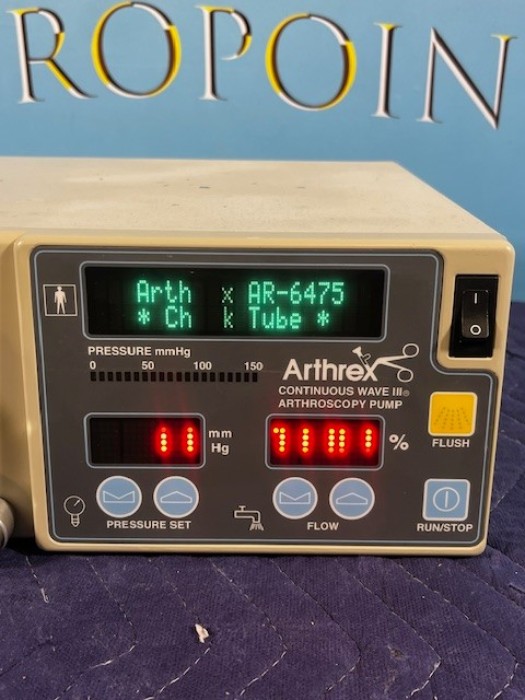 ROPOIN
Arth x AR-6475
* Ch k Tube *
PRESSURE mmHg
0 50 100 150
Arthrex
CONTINUOUS WAVE III®
ARTHROSCOPY PUMP
mm
Hg
%
FLUSH
PRESSURE SET
FLOW
RUN/STOP